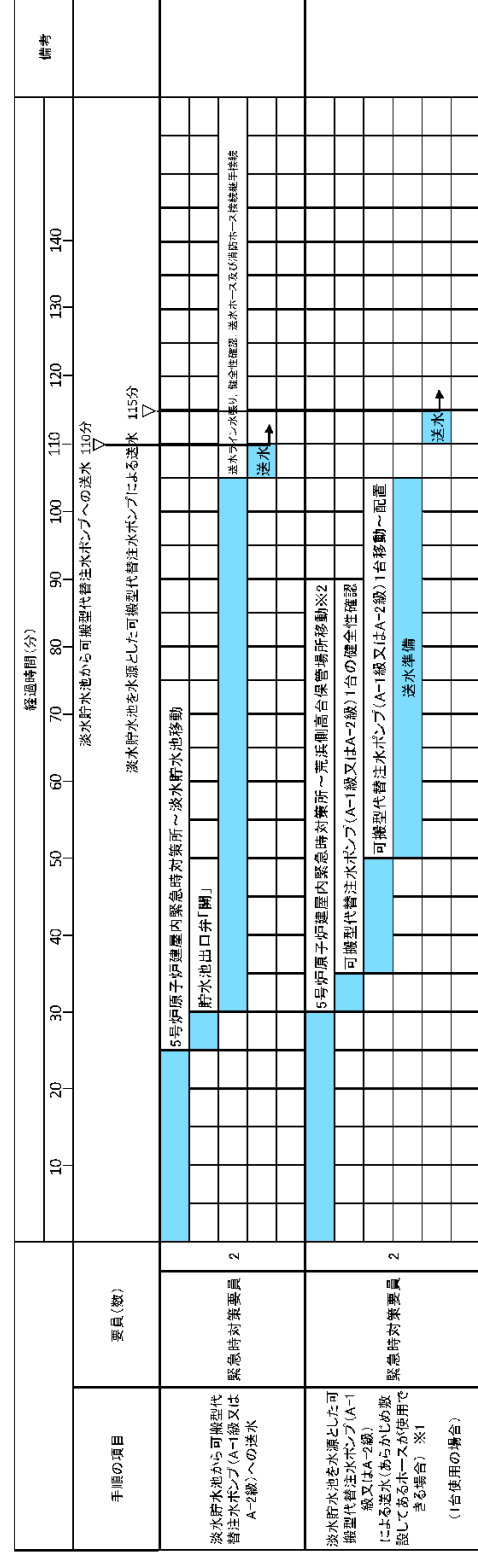 手順の項目
要員(数)
経過時間(分)
備考
10
20
30
40
50
60
70
80
90
100
110
120
130
140
淡水貯水池から可搬型代替注水ポンプへの送水 110分
淡水貯水池を水源とした可搬型代替注水ポンプによる送水 115分
淡水貯水池から可搬型代
替注水ポンプ(A-1級又は
A-2級)への送水
緊急時対策要員
2
5号炉原子炉建屋内緊急時対策所～淡水貯水池移動
貯水池出口弁「開」
送水ライン水張り、健全性確認、送水ホース及び消防ホース接続継手接続
送水
淡水貯水池を水源とした可
搬型代替注水ポンプ(A-1
級又はA-2級)
による送水(あらかじめ敷
設してあるホースが使用で
きる場合) ※1
(1台使用の場合)
緊急時対策要員
2
5号炉原子炉建屋内緊急時対策所～荒浜側高台保管場所移動※2
可搬型代替注水ポンプ(A-1級又はA-2級)1台の健全性確認
可搬型代替注水ポンプ(A-1級又はA-2級)1台移動～配置
送水準備
送水